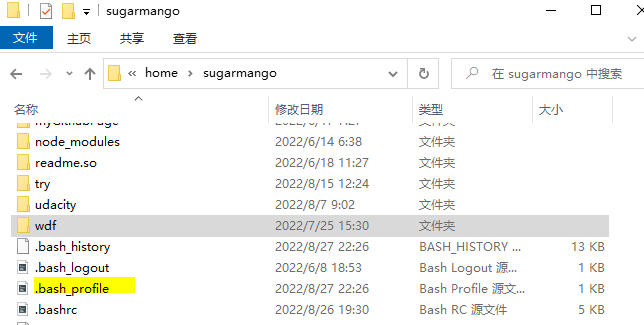 sugarmango
文件 主页 共享 查看
home sugarmango 在 sugarmango 中搜索
名称 修改日期 类型 大小
node_modules 2022/6/14 6:38 文件夹
readme.so 2022/6/18 11:27 文件夹
try 2022/8/15 12:24 文件夹
udacity 2022/8/7 9:02 文件夹
wdf 2022/7/25 15:30 文件夹
.bash_history 2022/8/27 22:26 BASH_HISTORY ... 13 KB
.bash_logout 2022/6/8 18:53 Bash Logout 源... 1 KB
.bash_profile 2022/8/27 22:26 Bash Profile 源文... 1 KB
.bashrc 2022/8/26 19:30 Bash RC 源文件 5 KB